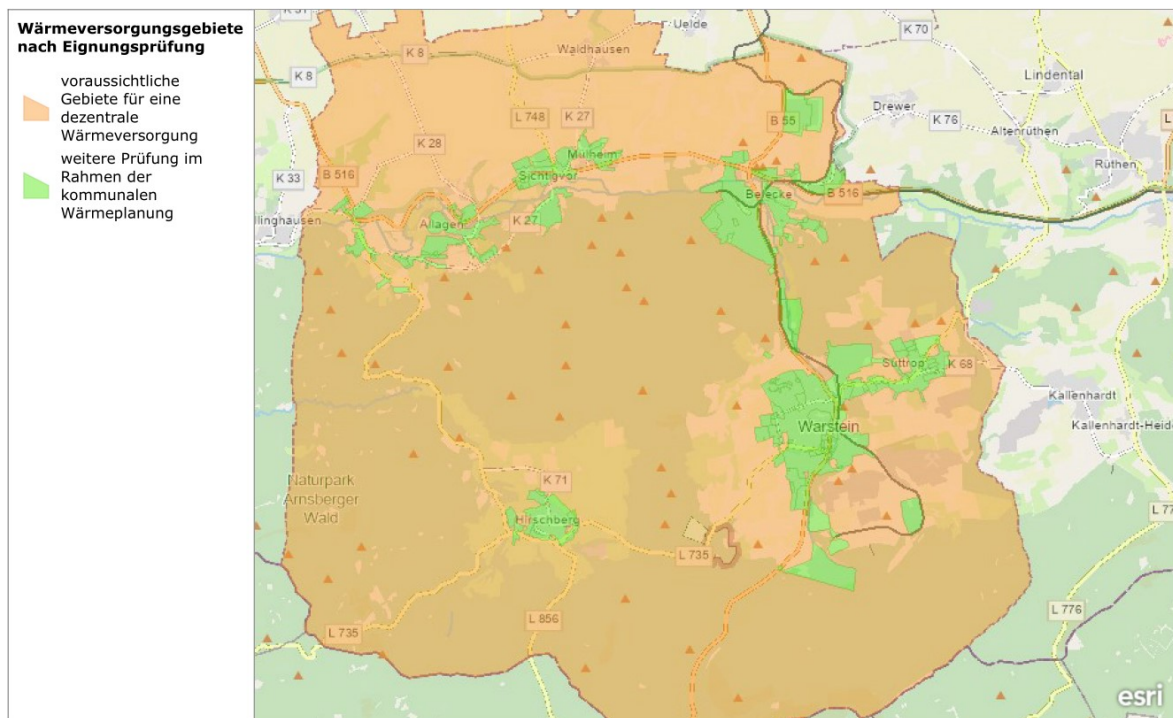 Wärmeversorgungsgebiete
nach Eignungsprüfung
voraussichtliche
Gebiete für eine
dezentrale
Wärmeversorgung
weitere Prüfung im
Rahmen der
kommunalen
Wärmeplanung
Uelde
K 70
K 8
Waldhausen
K 8
Lindental
Drewer
L 748
K 27
B 55
K 76
Altenrüthen
K 28
Mülheim
Rüthen
K 33
B 516
Sichtigvor
Belecke
B 516
Allagen
K 27
Suttrop
K 68
Kallenhardt
Warstein
Kallenhardt-Heide
Naturpark
Arnsberger
Wald
K 71
Hirschberg
L 735
L 856
L 735
L 776
esri